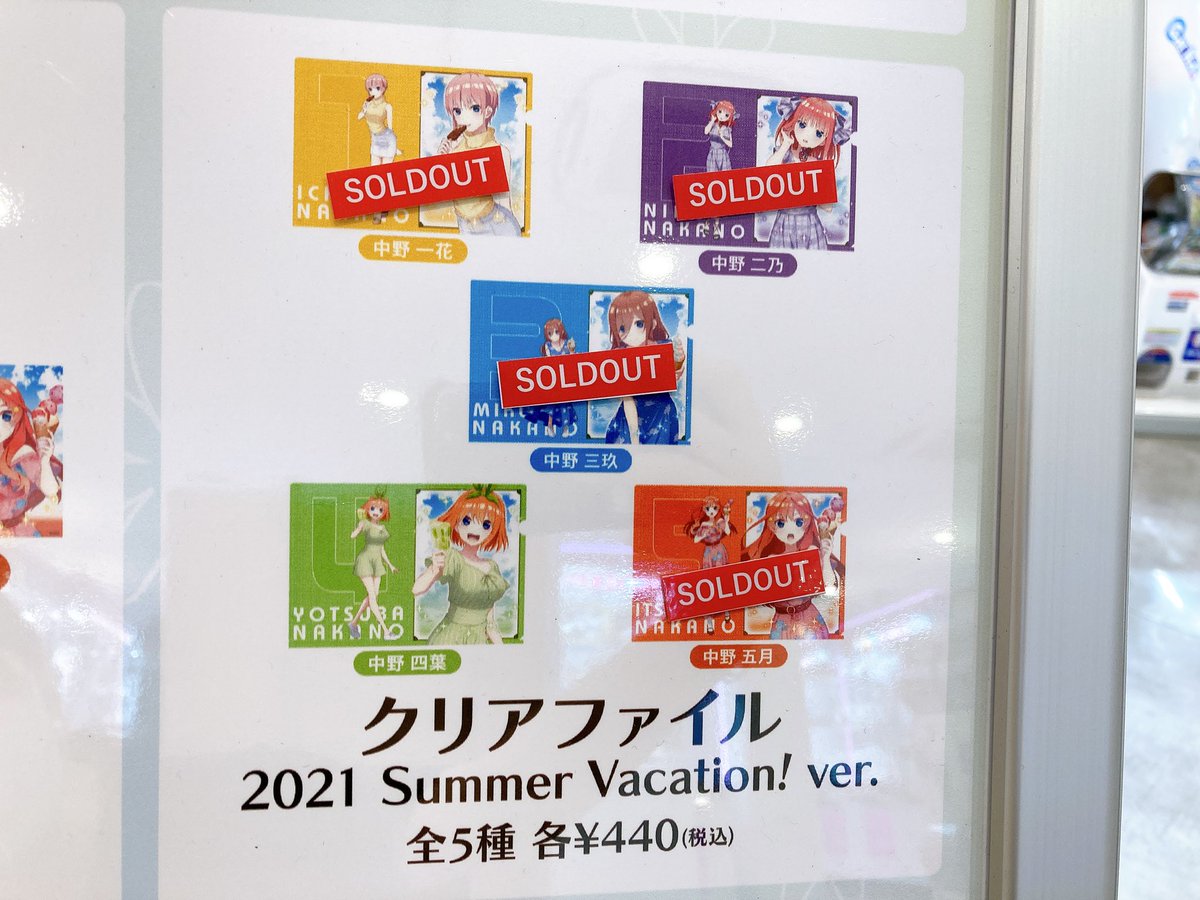 SOLDOUT
NAKANO
中野 一花
SOLDOUT
NAKANO
中野 二乃
SOLDOUT
NAKANO
中野 三玖
YOTSUBA
NAKANO
中野 四葉
SOLDOUT
NAKANO
中野 五月
クリアファイル
2021 Summer Vacation! ver.
全5種 各¥440(税込)